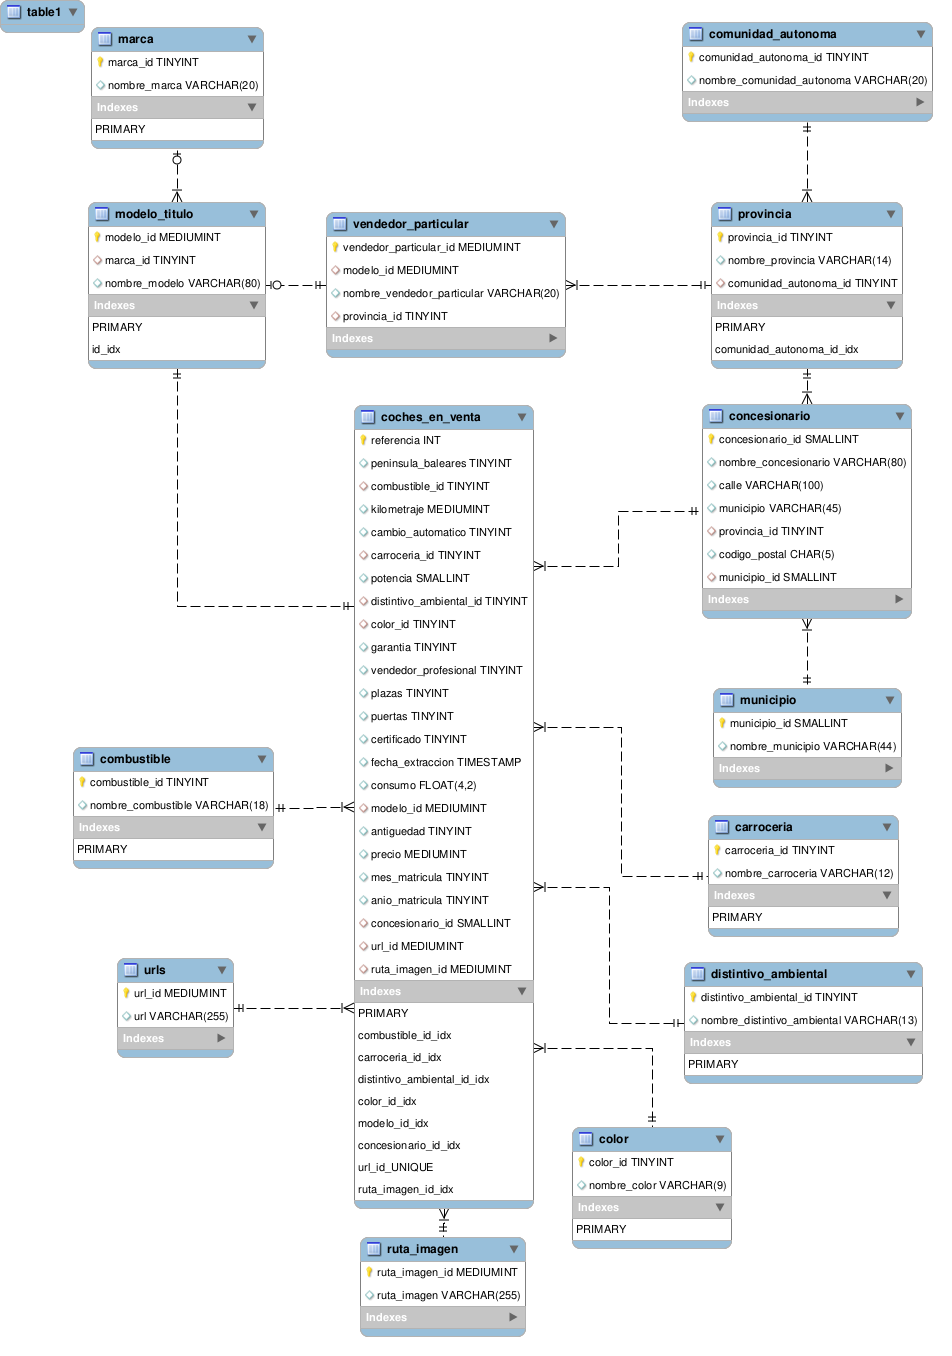 table1
marca
marca_id TINYINT
nombre_marca VARCHAR(20)
Indexes
PRIMARY
comunidad_autonoma
comunidad_autonoma_id TINYINT
nombre_comunidad_autonoma VARCHAR(20)
Indexes
modelo_titulo
modelo_id MEDIUMINT
marca_id TINYINT
nombre_modelo VARCHAR(80)
Indexes
PRIMARY
id_idx
vendedor_particular
vendedor_particular_id MEDIUMINT
modelo_id MEDIUMINT
nombre_vendedor_particular VARCHAR(20)
provincia_id TINYINT
Indexes
provincia
provincia_id TINYINT
nombre_provincia VARCHAR(14)
comunidad_autonoma_id TINYINT
Indexes
PRIMARY
comunidad_autonoma_id_idx
coches_en_venta
referencia INT
peninsula_baleares TINYINT
combustible_id TINYINT
kilometraje MEDIUMINT
cambio_automatico TINYINT
carroceria_id TINYINT
potencia SMALLINT
distintivo_ambiental_id TINYINT
color_id TINYINT
garantia TINYINT
vendedor_profesional TINYINT
plazas TINYINT
puertas TINYINT
certificado TINYINT
fecha_extraccion TIMESTAMP
consumo FLOAT(4,2)
modelo_id MEDIUMINT
antiguedad TINYINT
precio MEDIUMINT
mes_matricula TINYINT
anio_matricula TINYINT
concesionario_id SMALLINT
url_id MEDIUMINT
ruta_imagen_id MEDIUMINT
Indexes
PRIMARY
combustible_id_idx
carroceria_id_idx
distintivo_ambiental_id_idx
color_id_idx
modelo_id_idx
concesionario_id_idx
url_id_UNIQUE
ruta_imagen_id_idx
concesionario
concesionario_id SMALLINT
nombre_concesionario VARCHAR(80)
calle VARCHAR(100)
municipio VARCHAR(45)
provincia_id TINYINT
codigo_postal CHAR(5)
municipio_id SMALLINT
Indexes
municipio
municipio_id SMALLINT
nombre_municipio VARCHAR(44)
Indexes
combustible
combustible_id TINYINT
nombre_combustible VARCHAR(18)
Indexes
PRIMARY
carroceria
carroceria_id TINYINT
nombre_carroceria VARCHAR(12)
Indexes
PRIMARY
urls
url_id MEDIUMINT
url VARCHAR(255)
Indexes
distintivo_ambiental
distintivo_ambiental_id TINYINT
nombre_distintivo_ambiental VARCHAR(13)
Indexes
PRIMARY
color
color_id TINYINT
nombre_color VARCHAR(9)
Indexes
PRIMARY
ruta_imagen
ruta_imagen_id MEDIUMINT
ruta_imagen VARCHAR(255)
Indexes